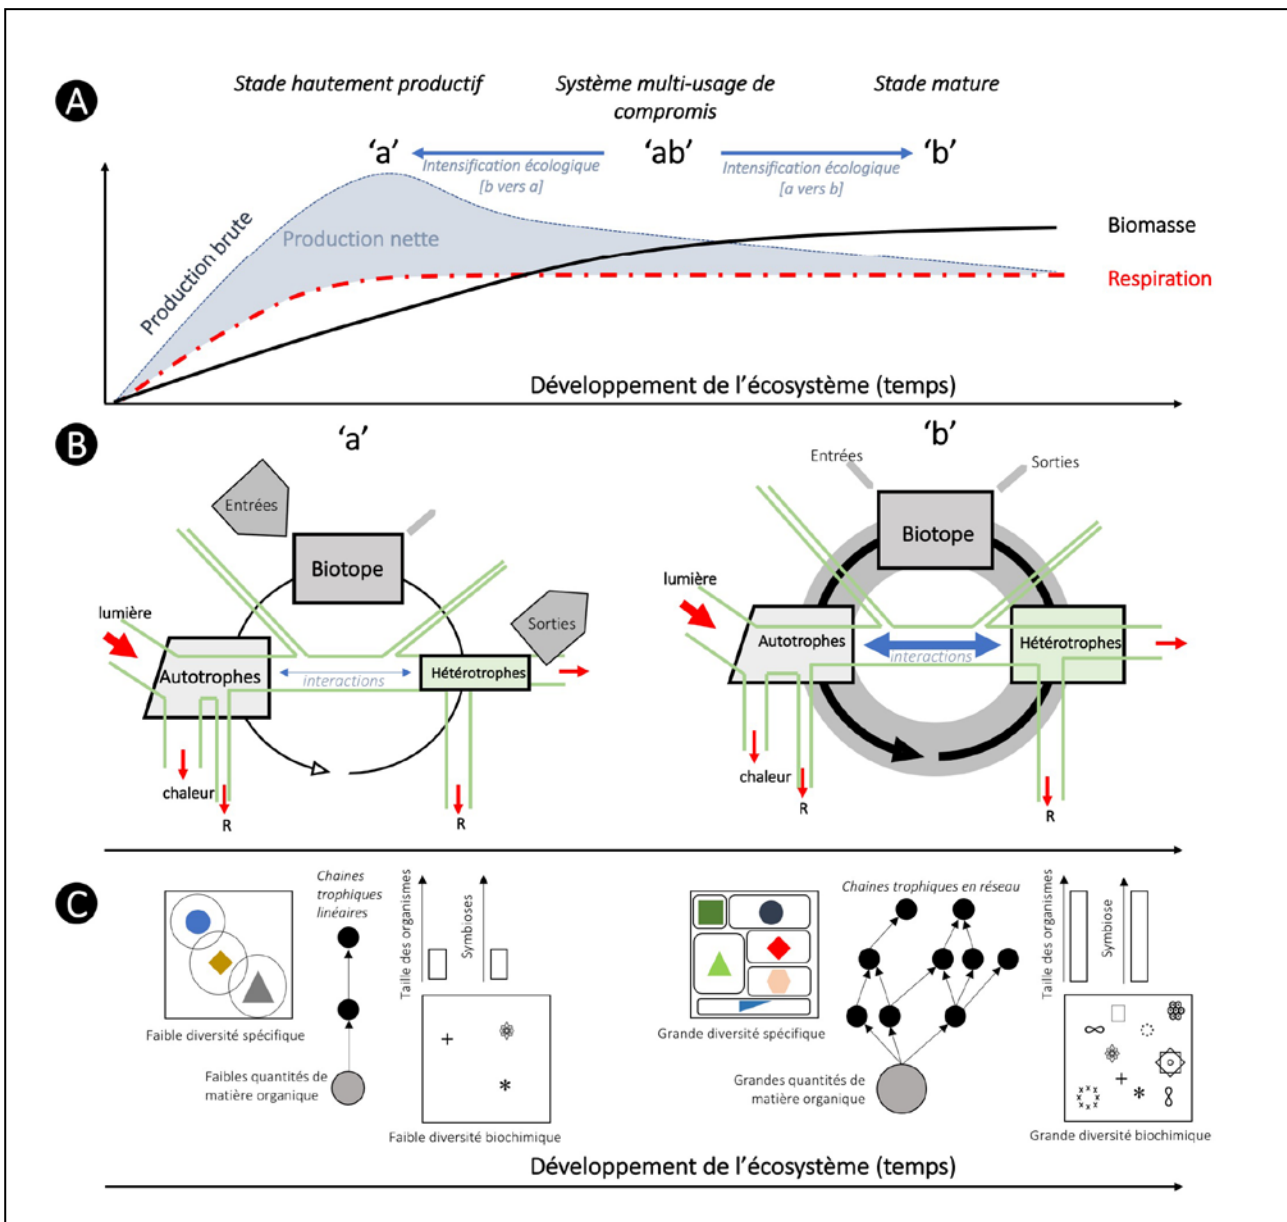 A
Stade hautement productif
Système multi-usage de
compromis
Stade mature
‘a’
‘ab’
‘b’
Intensification écologique
[b vers a]
Intensification écologique
[a vers b]
Production brute
Production nette
Biomasse
Respiration
Développement de l’écosystème (temps)
B
‘a’
Entrées
Biotope
lumière
Sorties
Autotrophes
interactions
Hétérotrophes
chaleur
R
R
‘b’
Entrées
Sorties
Biotope
lumière
Autotrophes
interactions
Hétérotrophes
chaleur
R
R
C
Chaines
trophiques
linéaires
Taille des organismes
Symbioses
Faible diversité spécifique
Faibles quantités de
matière organique
Faible diversité biochimique
Chaines trophiques en réseau
Taille des organismes
Symbiose
Grande diversité spécifique
Grandes quantités de
matière organique
Grande diversité biochimique
Développement de l’écosystème (temps)